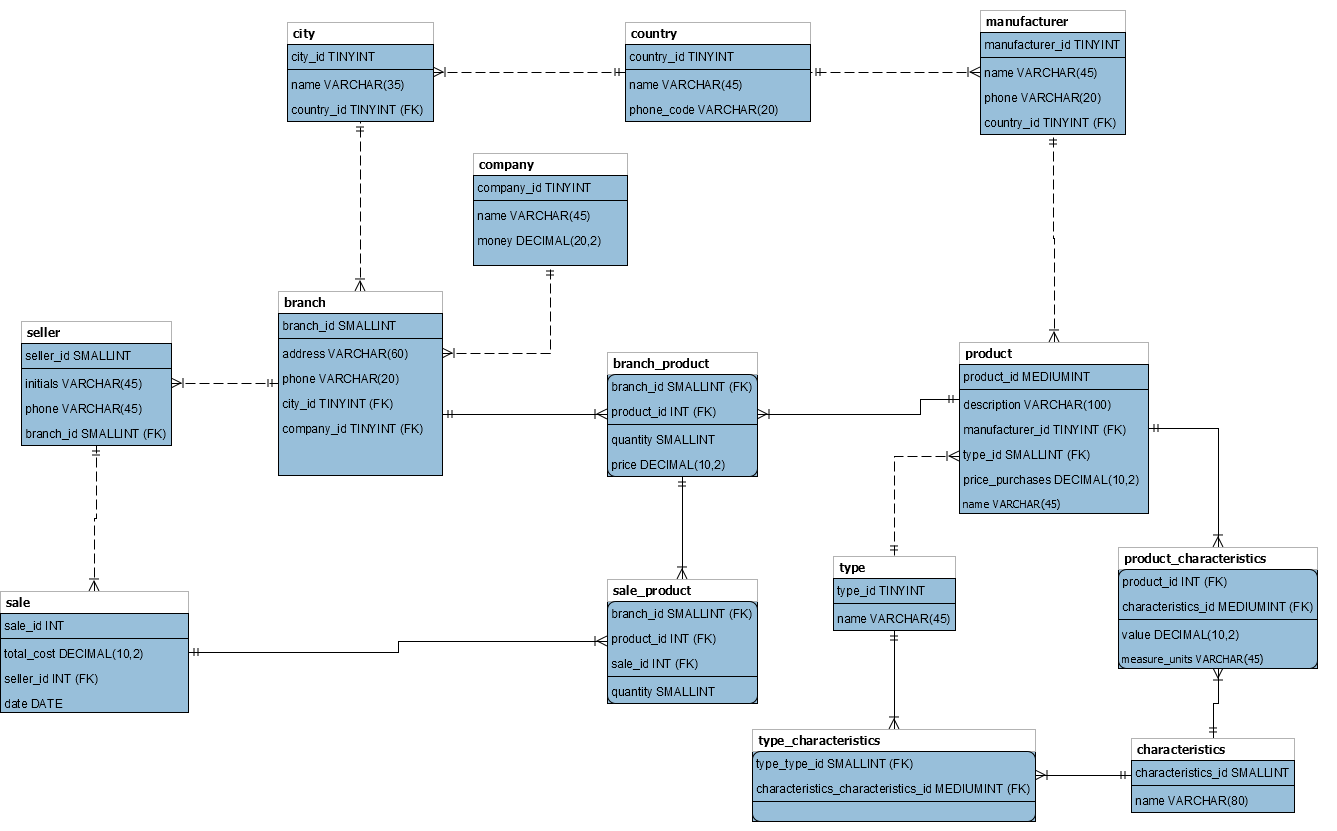 city
city_id TINYINT
name VARCHAR(35)
country_id TINYINT (FK)
country
country_id TINYINT
name VARCHAR(45)
phone_code VARCHAR(20)
manufacturer
manufacturer_id TINYINT
name VARCHAR(45)
phone VARCHAR(20)
country_id TINYINT (FK)
company
company_id TINYINT
name VARCHAR(45)
money DECIMAL(20,2)
branch
branch_id SMALLINT
address VARCHAR(60)
phone VARCHAR(20)
city_id TINYINT (FK)
company_id TINYINT (FK)
seller
seller_id SMALLINT
initials VARCHAR(45)
phone VARCHAR(45)
branch_id SMALLINT (FK)
branch_product
branch_id SMALLINT (FK)
product_id INT (FK)
quantity SMALLINT
price DECIMAL(10,2)
product
product_id MEDIUMINT
description VARCHAR(100)
manufacturer_id TINYINT (FK)
type_id SMALLINT (FK)
price_purchases DECIMAL(10,2)
name VARCHAR(45)
sale
sale_id INT
total_cost DECIMAL(10,2)
seller_id INT (FK)
date DATE
sale_product
branch_id SMALLINT (FK)
product_id INT (FK)
sale_id INT (FK)
quantity SMALLINT
type
type_id TINYINT
name VARCHAR(45)
product_characteristics
product_id INT (FK)
characteristics_id MEDIUMINT (FK)
value DECIMAL(10,2)
measure_units VARCHAR(45)
type_characteristics
type_type_id SMALLINT (FK)
characteristics_characteristics_id MEDIUMINT (FK)
characteristics
characteristics_id SMALLINT
name VARCHAR(80)